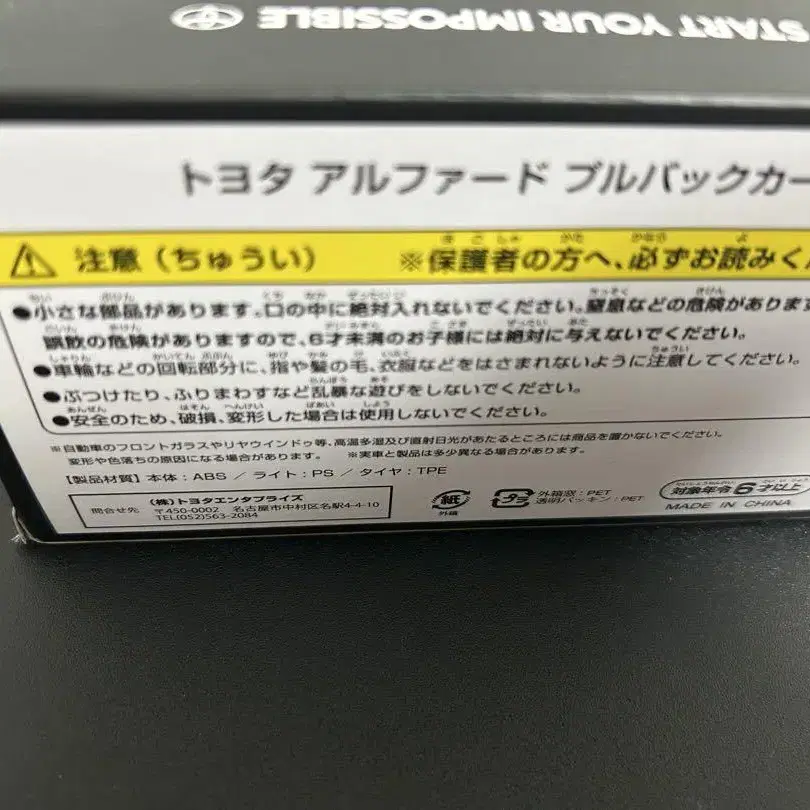 START YOUR IMPOSSIBLE
トヨタ アルファード プルバックカー
注意（ちゅうい） ※保護者の方へ、必ずお読みく
●小さな部品があります。口の中に絶対入れないでください。窒息などの危険がありま
誤飲の危険がありますので、6才未満のお子様には絶対に与えないでください。
●車輪などの回転部分に、指や髪の毛、衣服などをはさまれないように注意してください。
●ぶつけたり、ふりまわすなど乱暴な遊びをしないでください。
●安全のため、破損、変形した場合は使用しないでください。
※自動車のフロントガラスやリヤウインドゥ等、高温多湿及び直射日光があたるところには商品を置かないでください。
変形や色落ちの原因になる場合があります。 ※実車と製品は多少異なる場合があります。
【製品材質】本体：ABS / ライト：PS / タイヤ：TPE
問合せ先
（株）トヨタエンタプライズ
〒450-0002 名古屋市中村区名駅4-4-10
TEL(052)563-2084
紙
外箱
プラ
外箱窓：PET
透明パッキン：PET
対象年令6才以上
MADE IN CHINA